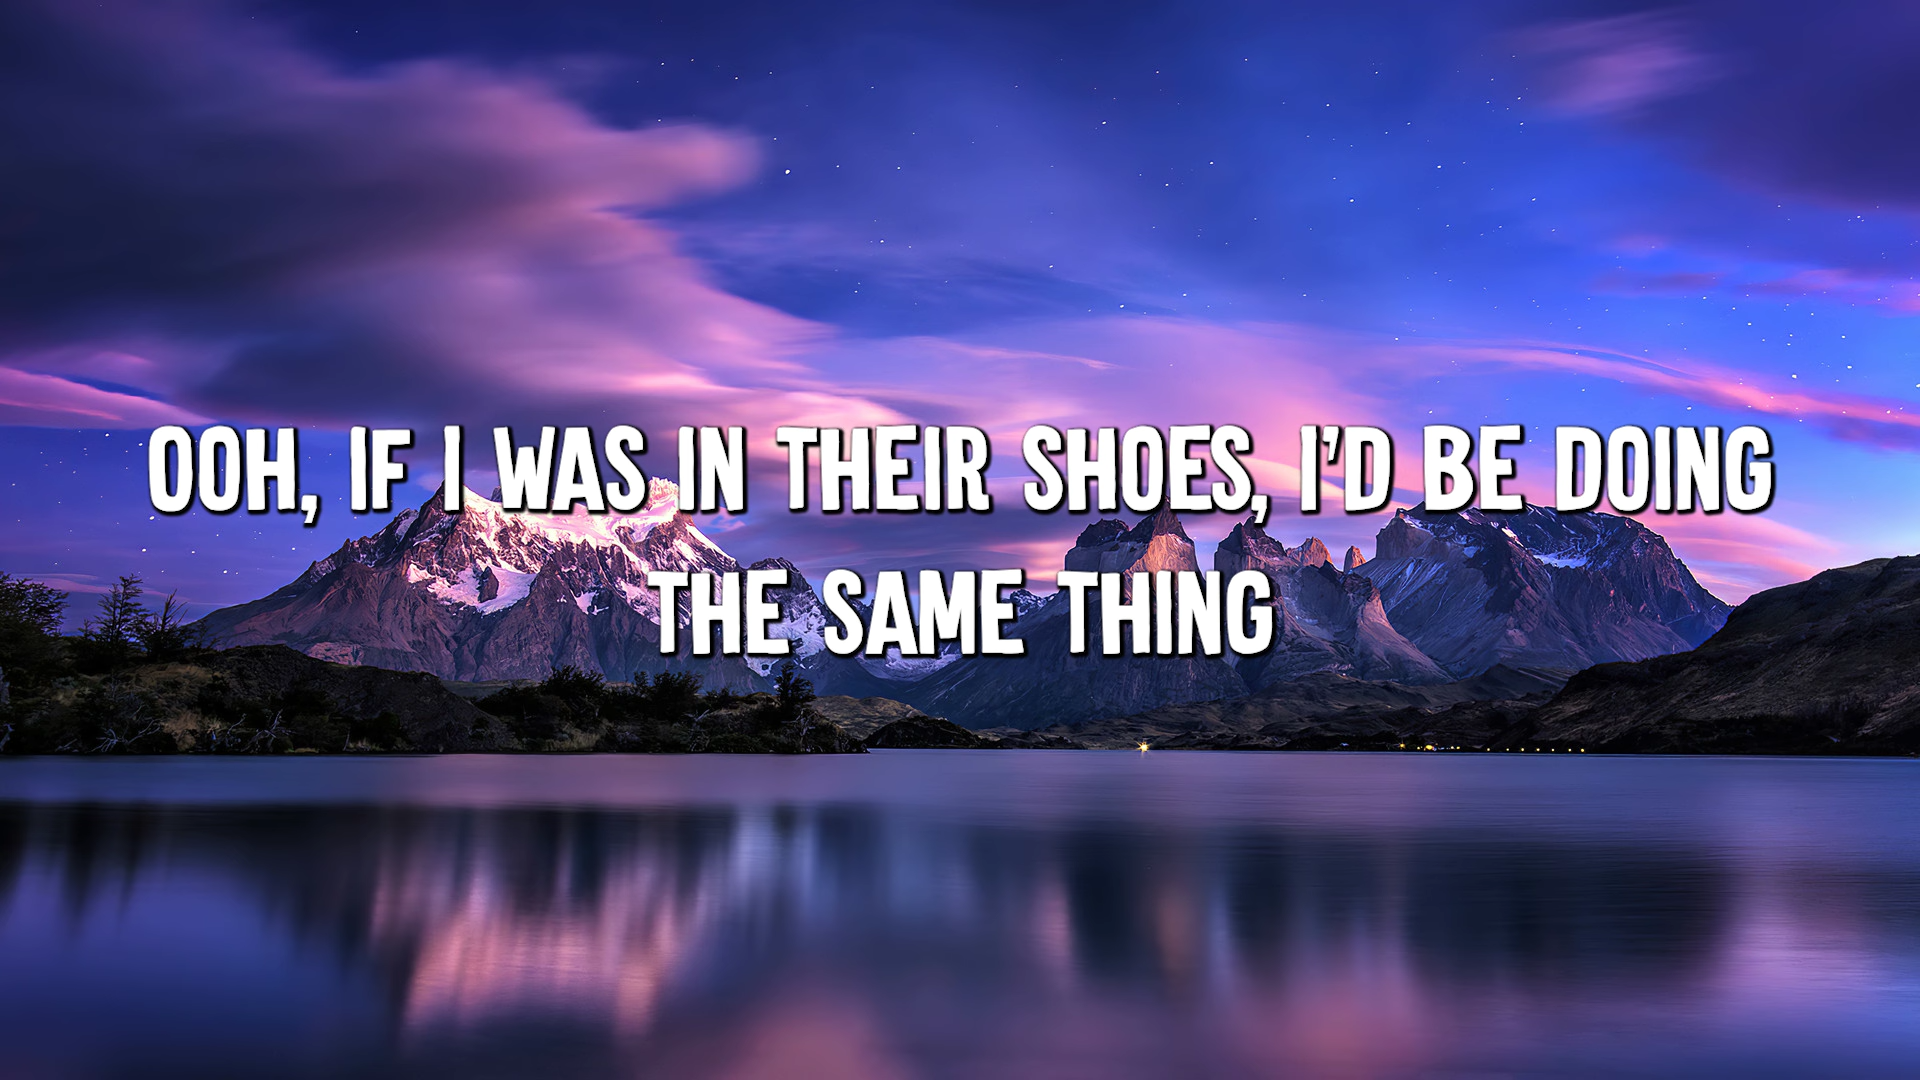 OOH, IF I WAS IN THEIR SHOES, I'D BE DOING
THE SAME THING